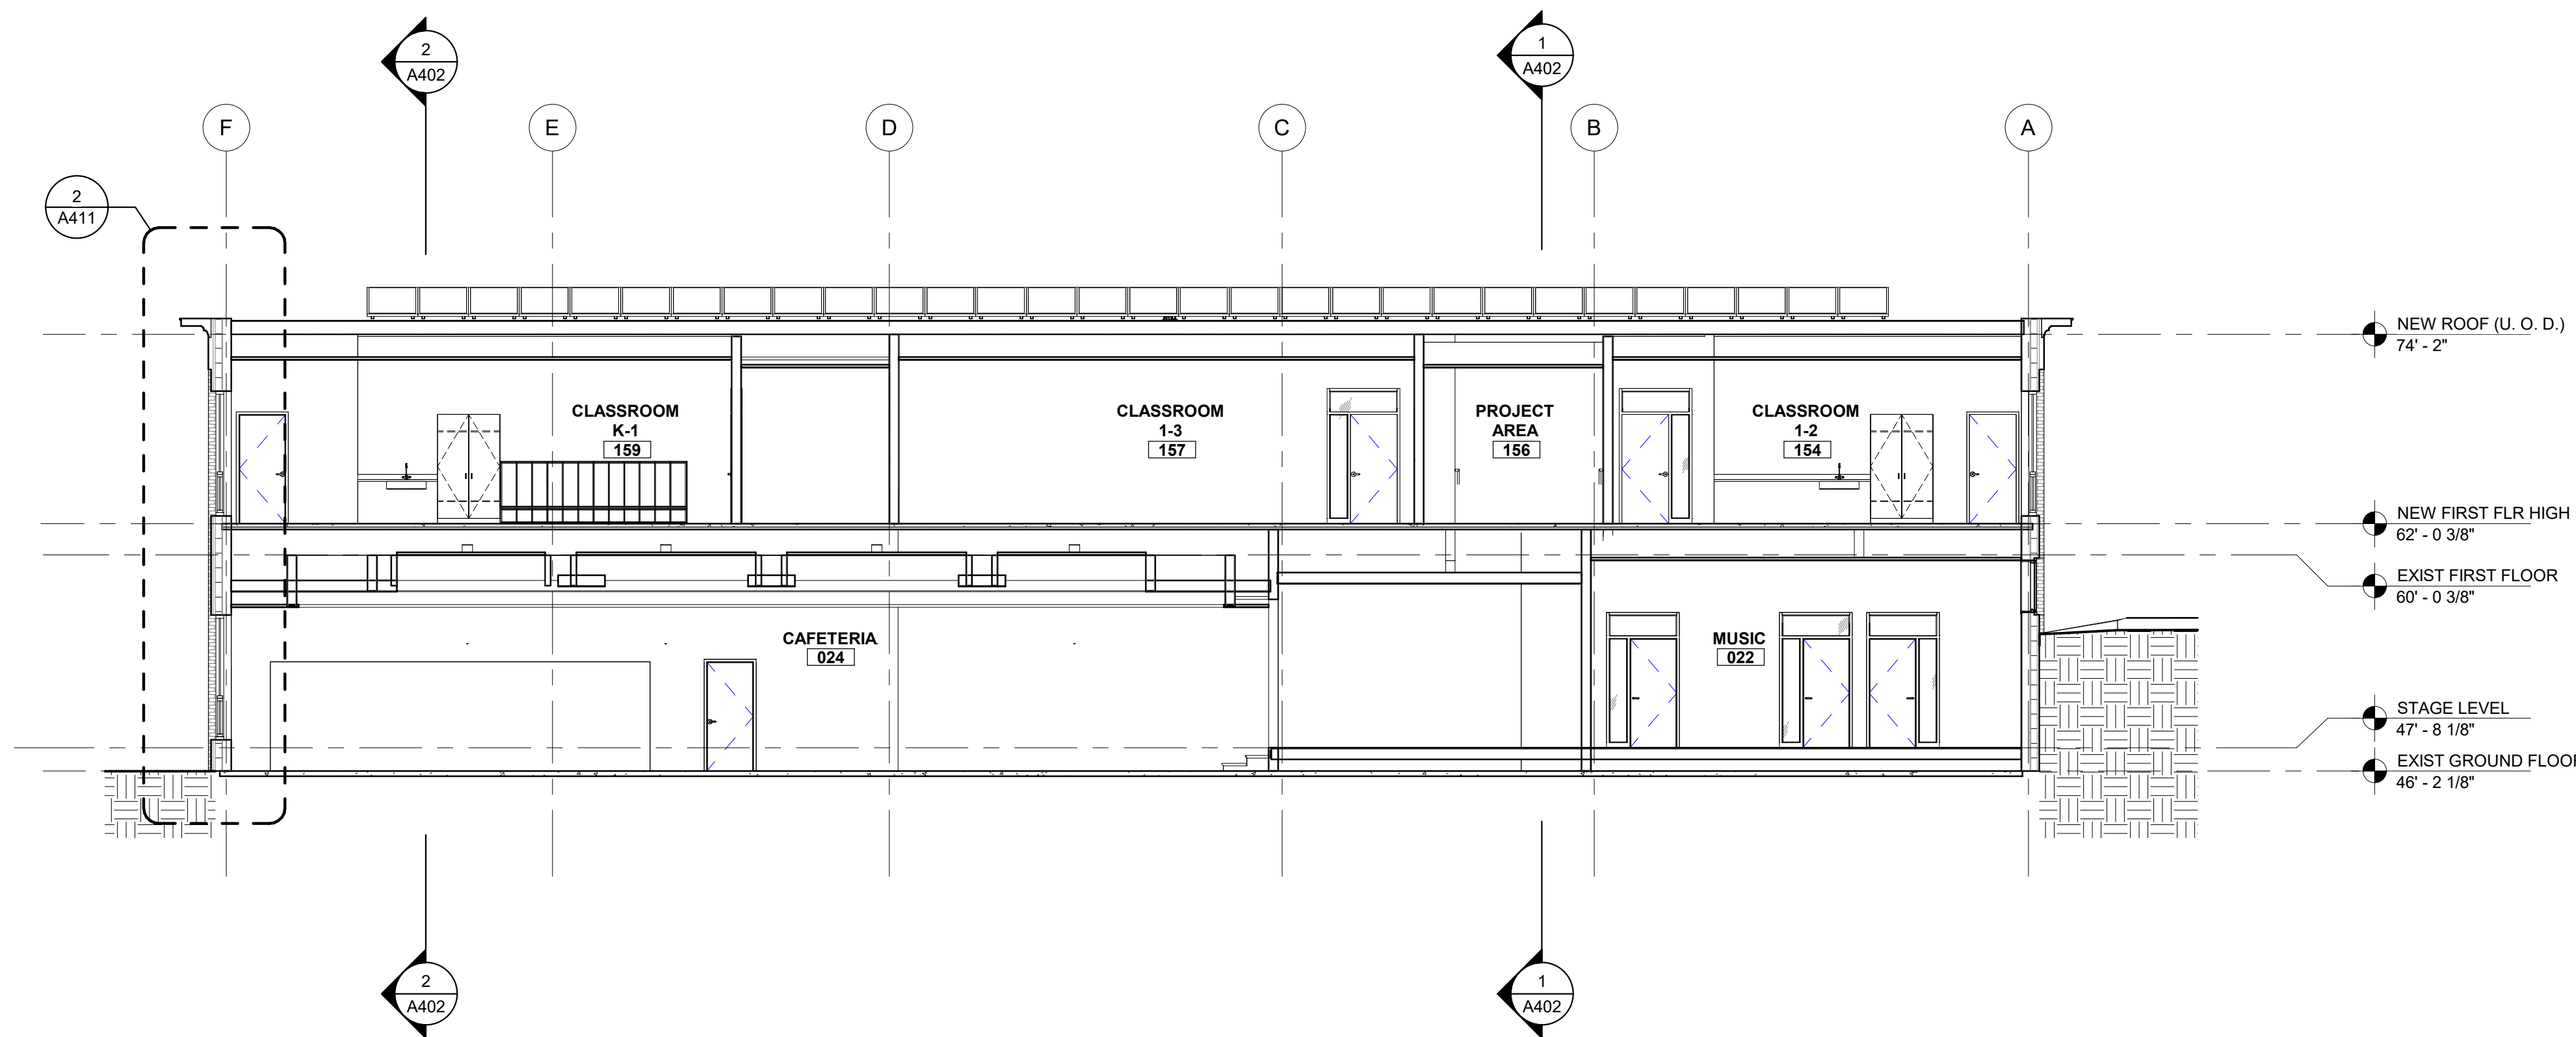 2
A402
1
A402
F
E
D
C
B
A
2
A411
NEW ROOF (U. O. D.)
74' - 2"
CLASSROOM
K-1
159
CLASSROOM
1-3
157
PROJECT
AREA
156
CLASSROOM
1-2
154
NEW FIRST FLR HIGH
62' - 0 3/8"
EXIST FIRST FLOOR
60' - 0 3/8"
CAFETERIA
024
MUSIC
022
STAGE LEVEL
47' - 8 1/8"
EXIST GROUND FLOOR
46' - 2 1/8"
2
A402
1
A402